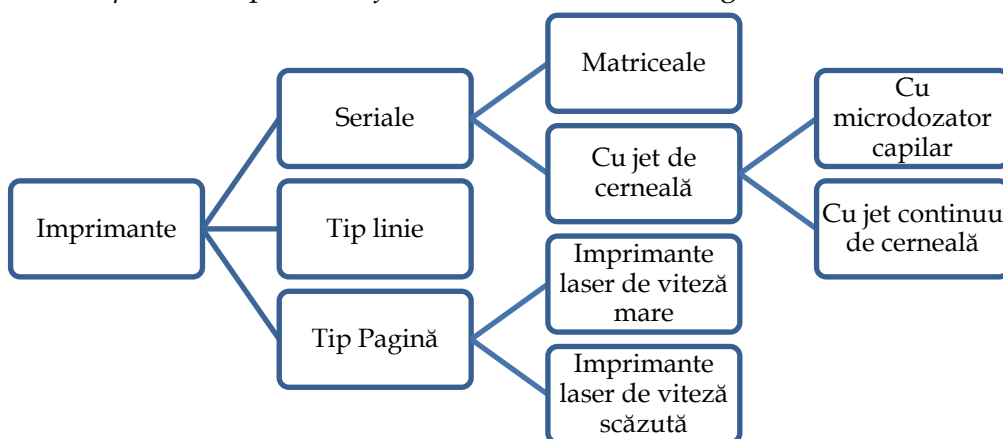 Matriceale
Seriale
Cu
microdozator
capilar
Cu jet de
cerneală
Imprimante
Tip linie
Cu jet continuu
de cerneală
Imprimante
laser de viteză
mare
Tip Pagină
Imprimante
laser de viteză
scăzută